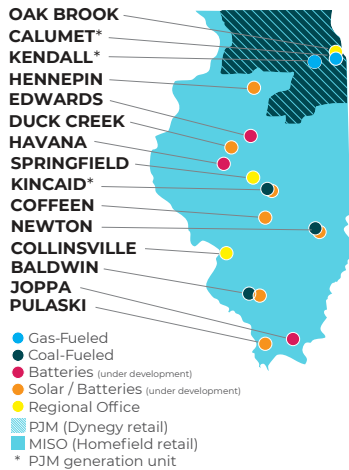 OAK BROOK
CALUMET*
KENDALL*
HENNEPIN
EDWARDS
DUCK CREEK
HAVANA
SPRINGFIELD
KINCAID*
COFFEEN
NEWTON
COLLINSVILLE
BALDWIN
JOPPA
PULASKI
Gas-Fueled
Coal-Fueled
Batteries (under development)
Solar / Batteries (under development)
Regional Office
PJM (Dynegy retail)
MISO (Homefield retail)
* PJM generation unit